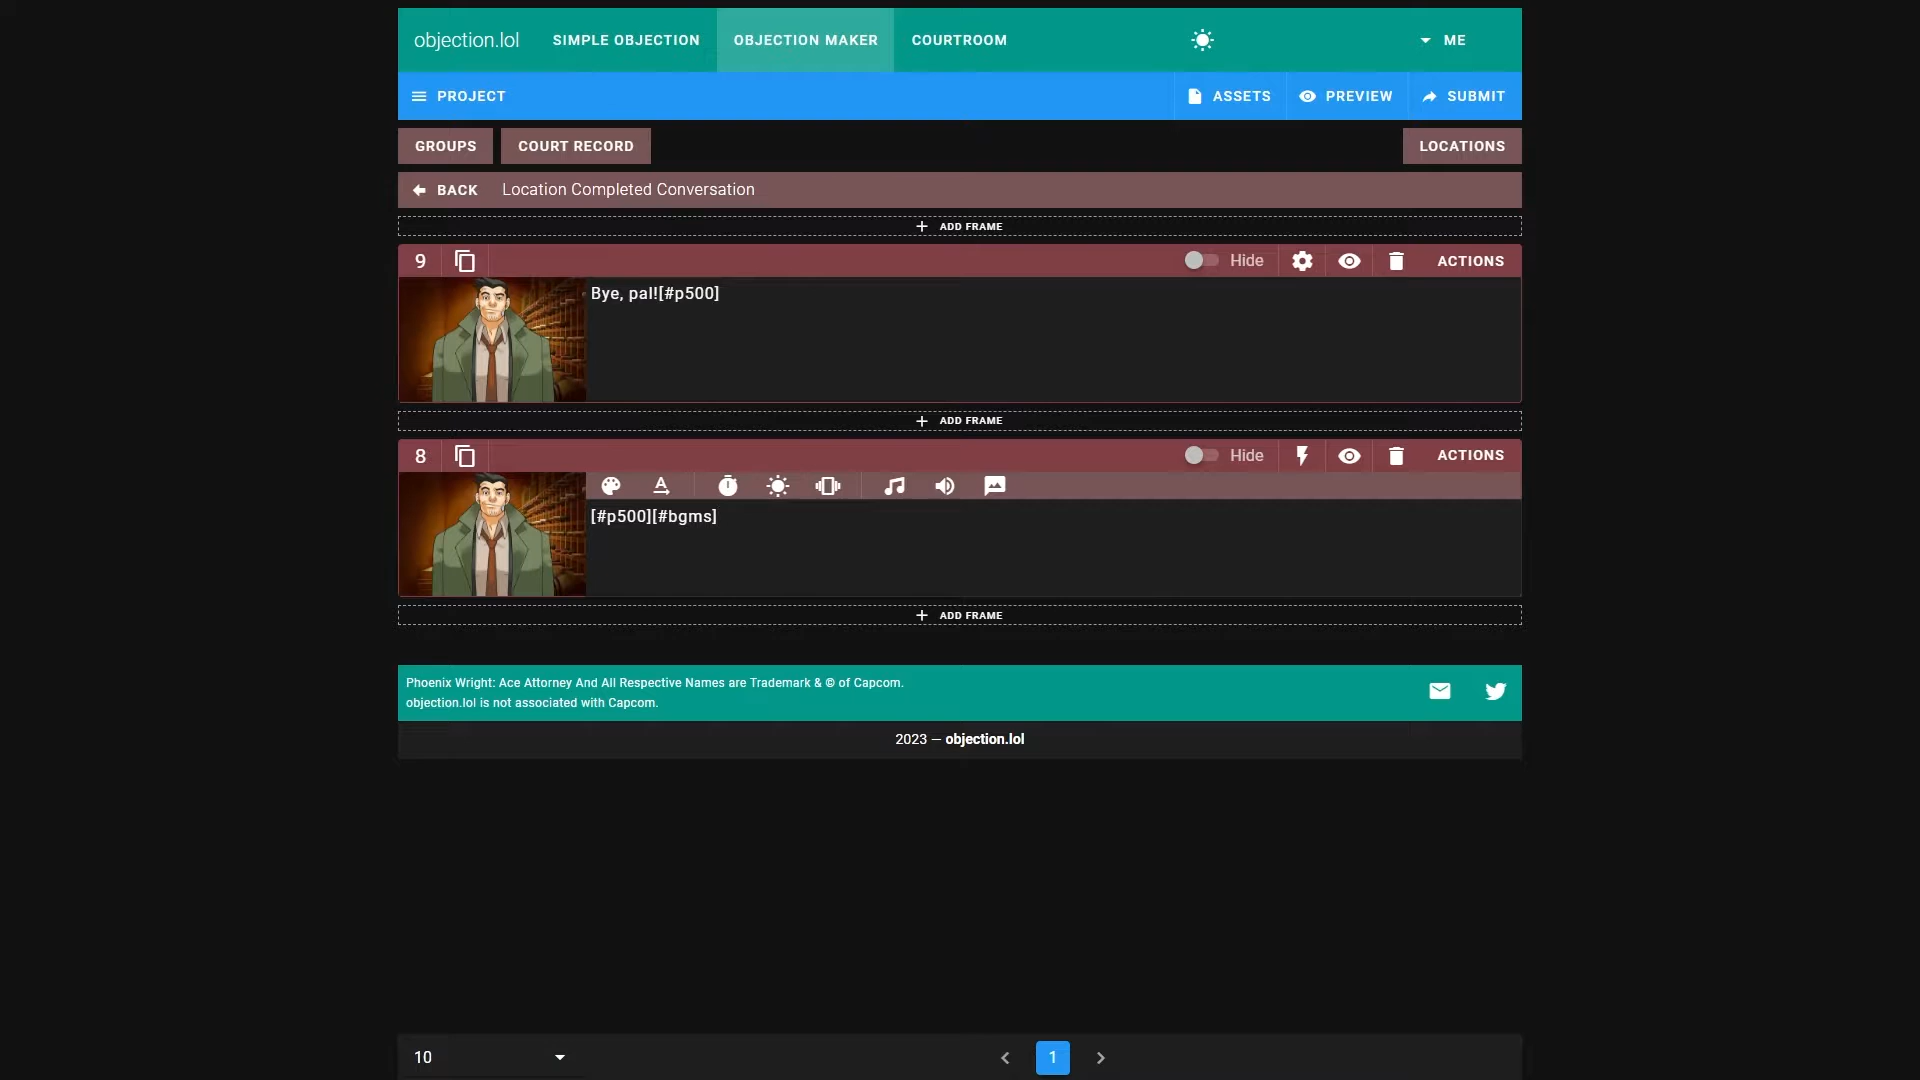 objection.lol SIMPLE OBJECTION OBJECTION MAKER COURTROOM ME
PROJECT ASSETS PREVIEW SUBMIT
GROUPS COURT RECORD LOCATIONS
BACK Location Completed Conversation
ADD FRAME
9 Hide ACTIONS
Bye, pal![#p500]
ADD FRAME
8 Hide ACTIONS
[#p500][#bgms]
ADD FRAME
Phoenix Wright: Ace Attorney And All Respective Names are Trademark & © of Capcom.
objection.lol is not associated with Capcom.
2023 — objection.lol
10 1